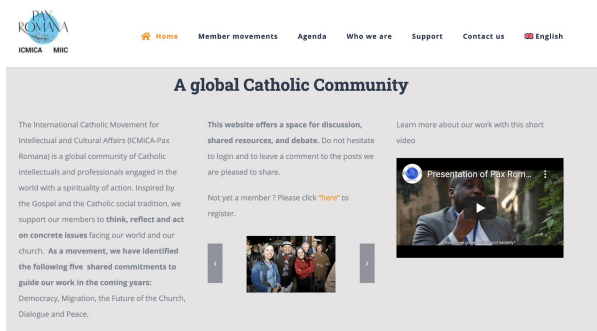 PAX
ROMANA
ICMICA MIIC
Home Member movements Agenda Who we are Support Contact us English
A global Catholic Community
The International Catholic Movement for
Intellectual and Cultural Affairs (ICMICA-Pax
Romana) is a global community of Catholic
intellectuals and professionals engaged in the
world with a spirituality of action. Inspired by
the Gospel and the Catholic social tradition, we
support our members to think, reflect and act
on concrete issues facing our world and our
church. As a movement, we have identified
the following five shared commitments to
guide our work in the coming years:
Democracy, Migration, the Future of the Church,
Dialogue and Peace.
This website offers a space for discussion,
shared resources, and debate. Do not hesitate
to login and to leave a comment to the posts we
are pleased to share.
Not yet a member ? Please click "here" to
register.
Learn more about our work with this short
video
Presentation of Pax Rom...